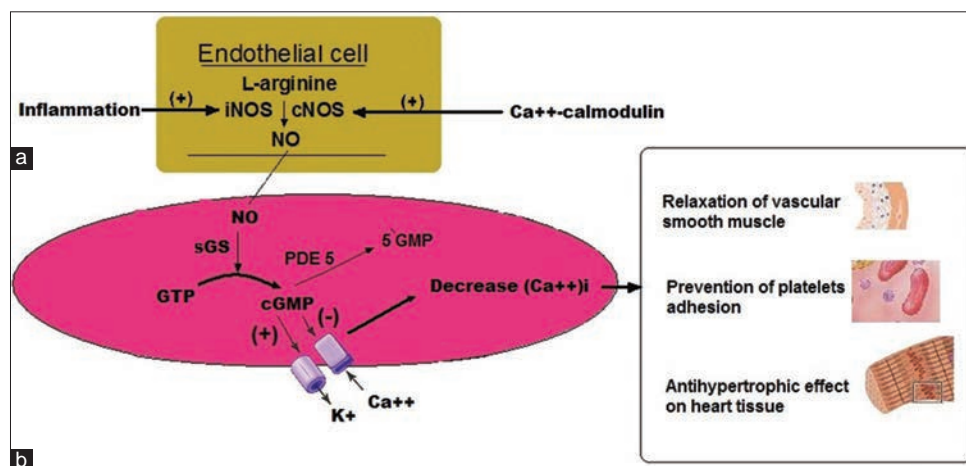 Endothelial cell
L-arginine
Inflammation
(+)
iNOS
cNOS
(+)
Ca++-calmodulin
NO
a
NO
sGS
PDE 5
5`GMP
GTP
cGMP
(+)
(-)
Decrease (Ca++)i
K+
Ca++
Relaxation of vascular
smooth muscle
Prevention of platelets
adhesion
Antihypertrophic effect
on heart tissue
b